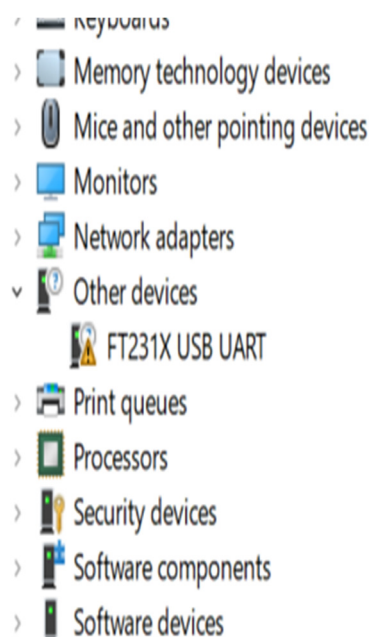 Keyboards
Memory technology devices
Mice and other pointing devices
Monitors
Network adapters
Other devices
FT231X USB UART
Print queues
Processors
Security devices
Software components
Software devices